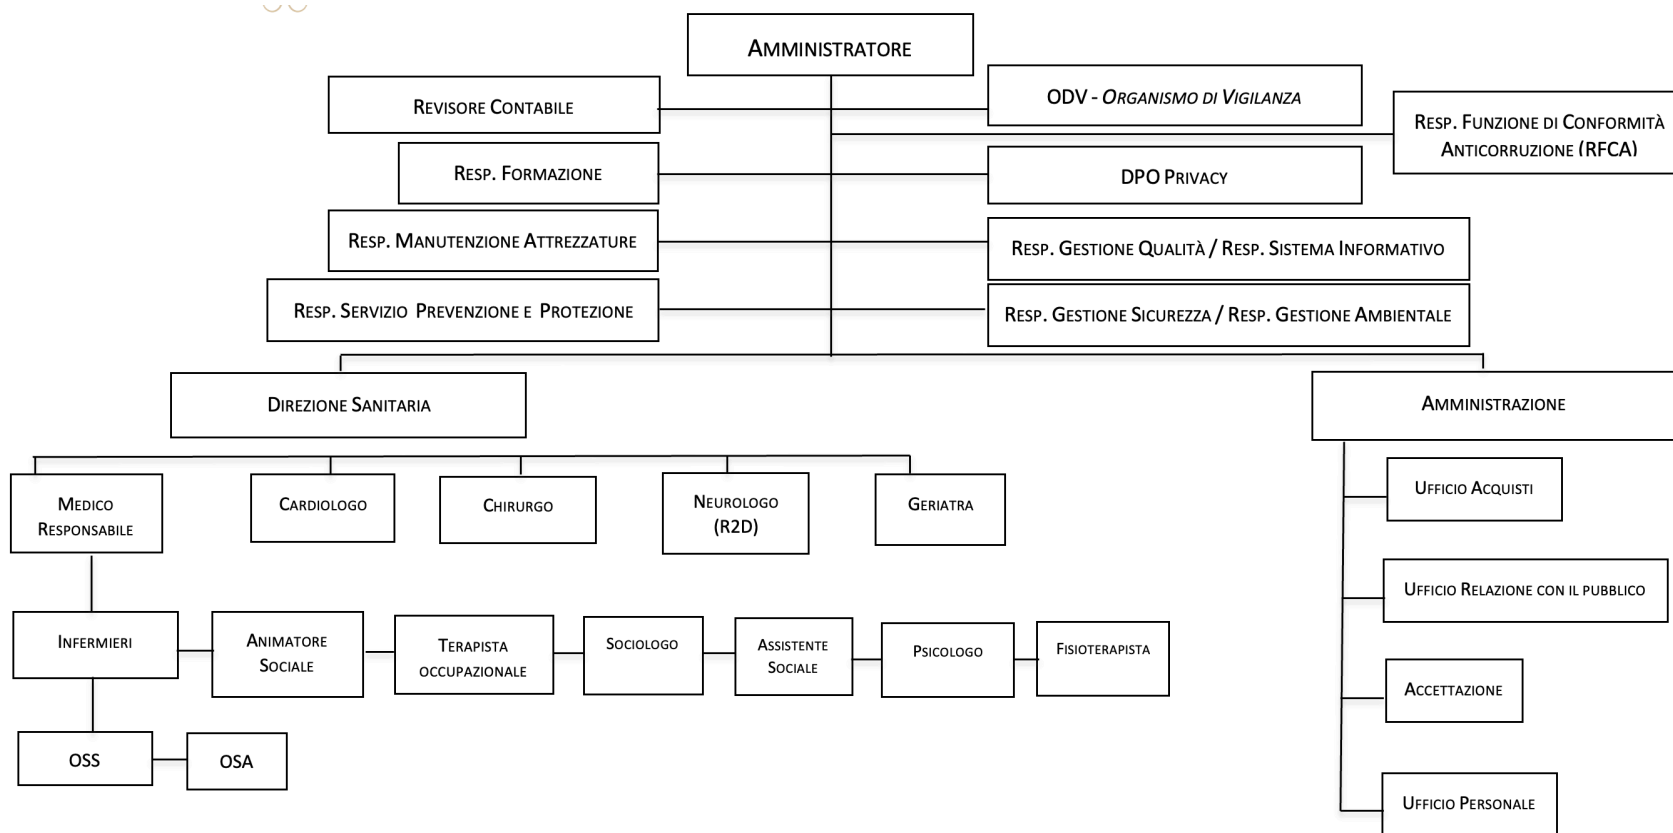 Amministratore
Revisore Contabile
ODV - Organismo di Vigilanza
Resp. Funzione di Conformità
Anticorruzione (RFCA)
Resp. Formazione
DPO Privacy
Resp. Manutenzione Attrezzature
Resp. Gestione Qualità / Resp. Sistema Informativo
Resp. Servizio Prevenzione e Protezione
Resp. Gestione Sicurezza / Resp. Gestione Ambientale
Direzione Sanitaria
Amministrazione
Medico
Responsabile
Cardiologo
Chirurgo
Neurologo
(R2D)
Geriatra
Ufficio Acquisti
Ufficio Relazione con il pubblico
Infermieri
Animatore
Sociale
Terapista
occupazionale
Sociologo
Assistente
Sociale
Psicologo
Fisioterapista
Accettazione
OSS
OSA
Ufficio Personale